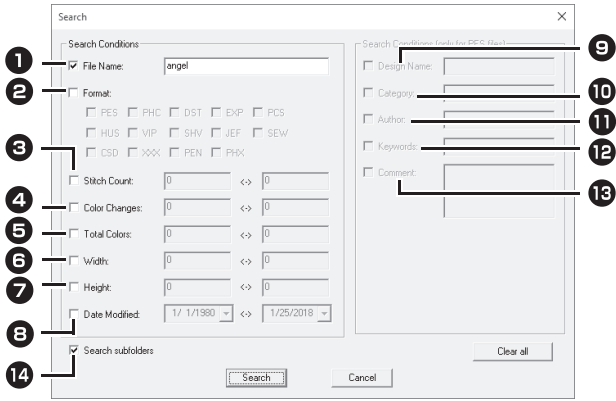 Search
Search Conditions
1 File Name: angel
2 Format:
PES PHC DST EXP PCS
HUS VIP SHV JEF SEW
CSD XXX PEN PHX
3 Stitch Count: 0 <-> 0
4 Color Changes: 0 <-> 0
5 Total Colors: 0 <-> 0
6 Width: 0 <-> 0
7 Height: 0 <-> 0
8 Date Modified: 1/ 1/1980 <-> 1/25/2018
14 Search subfolders
Search Conditions (only for PES files)
9 Design Name:
10 Category:
11 Author:
12 Keywords:
13 Comment:
Clear all
Search Cancel